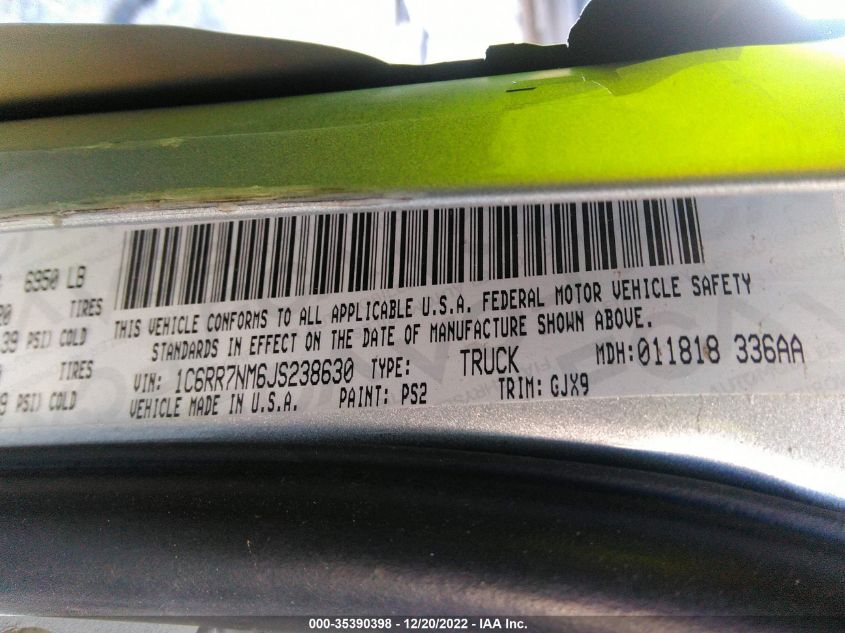 6950 LB
TIRES
39 PSI) COLD
TIRES
PSI) COLD
THIS VEHICLE CONFORMS TO ALL APPLICABLE U.S.A. FEDERAL MOTOR VEHICLE SAFETY
STANDARDS IN EFFECT ON THE DATE OF MANUFACTURE SHOWN ABOVE.
VIN: 1C6RR7NM6JS238630 TYPE: TRUCK MDH:011818 336AA
VEHICLE MADE IN U.S.A. PAINT: PS2 TRIM: GJX9
000-35390398 - 12/20/2022 - IAA Inc.